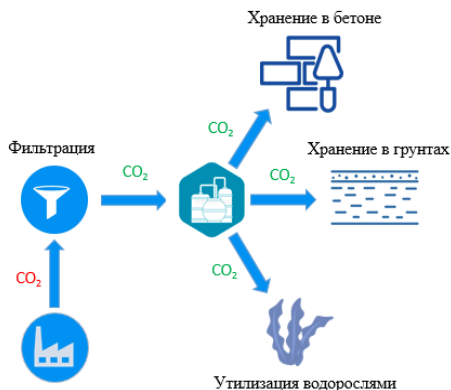 Хранение в бетоне
CO₂
Фильтрация
CO₂
Хранение в грунтах
CO₂
CO₂
CO₂
Утилизация водорослями